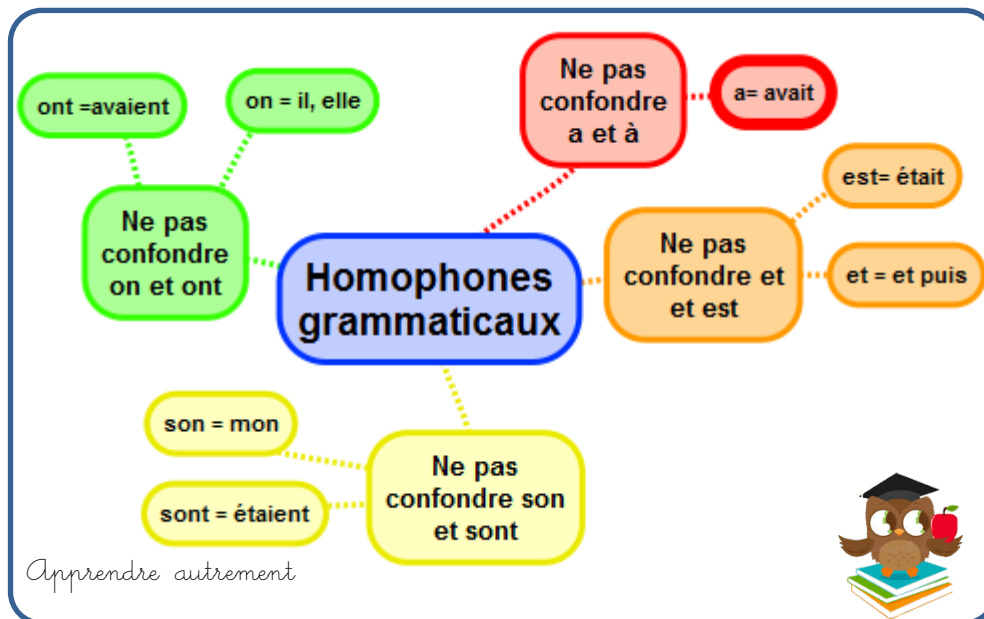 Homophones
grammaticaux
Ne pas
confondre
on et ont
ont =avaient
on = il, elle
Ne pas
confondre
a et à
a= avait
Ne pas
confondre et
et est
est= était
et = et puis
Ne pas
confondre son
et sont
son = mon
sont = étaient
Apprendre autrement